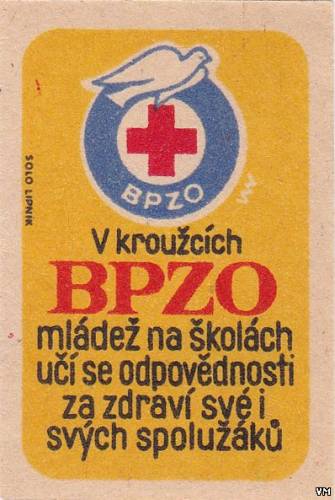 BPZO
SOLO LIPNÍK
V kroužcích
BPZO
mládež na školách
učí se odpovědnosti
za zdraví své i
svých spolužáků
VM